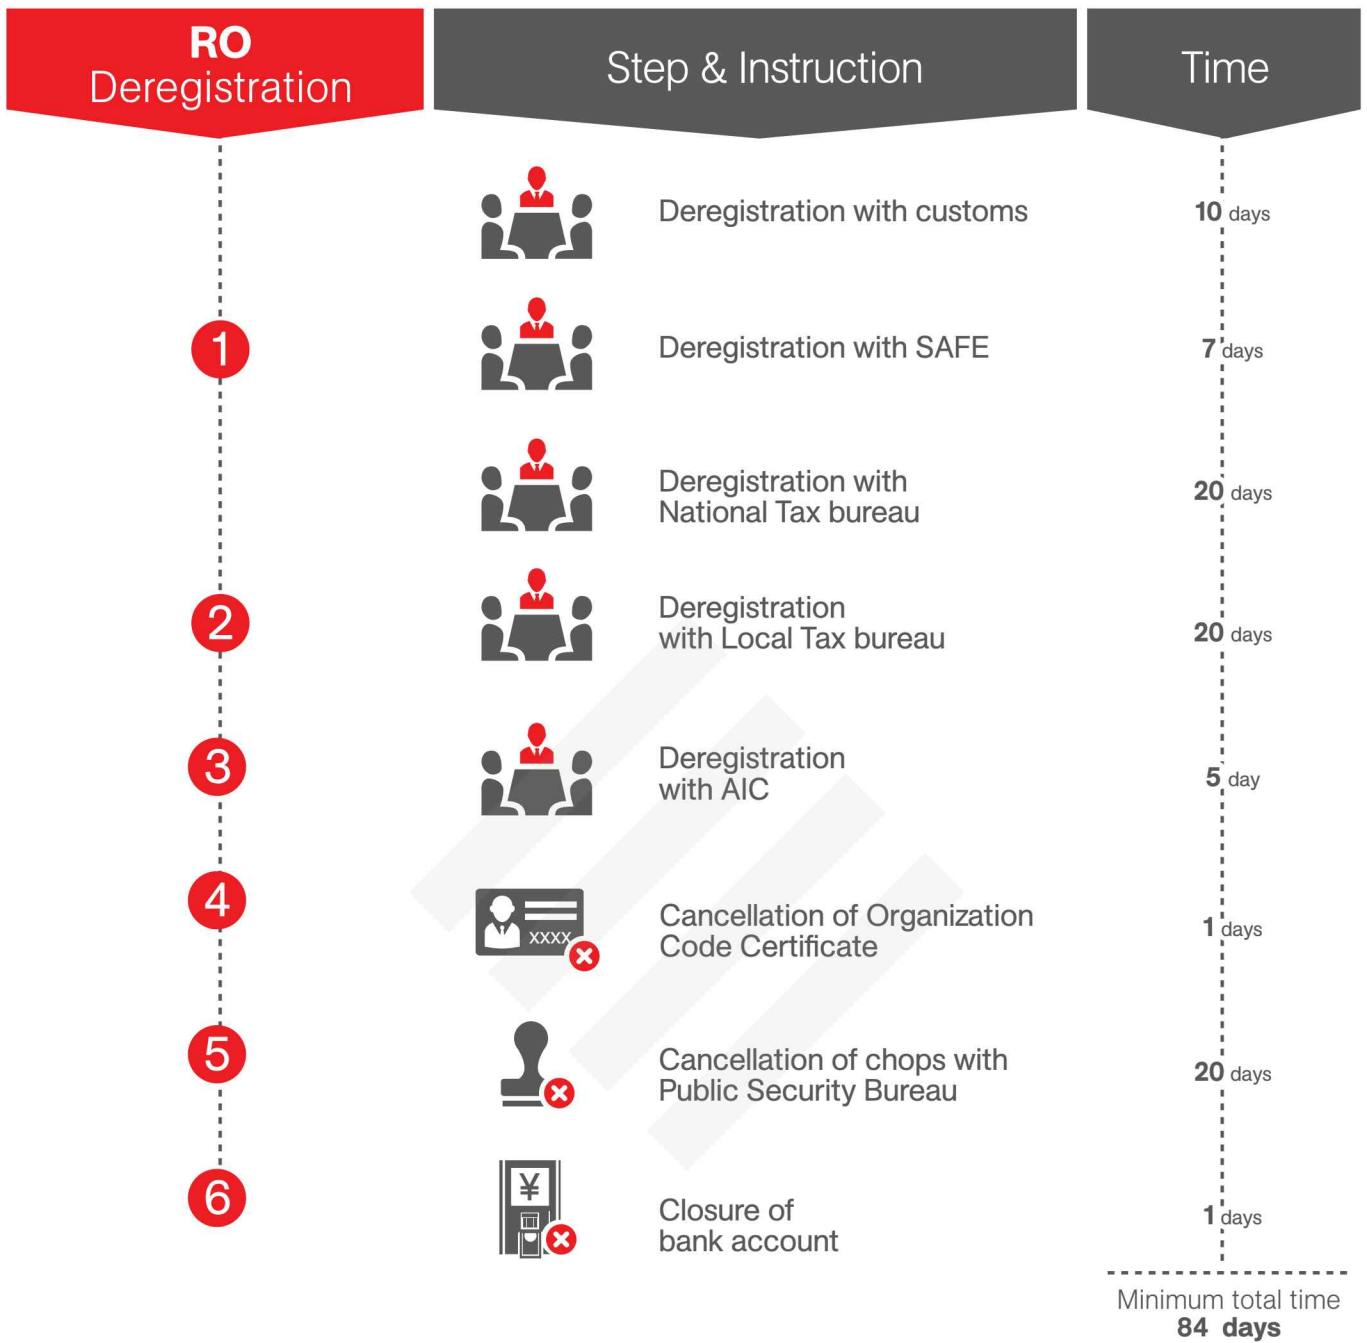 RO
Deregistration
Step & Instruction
Time
Deregistration with customs
10 days
1
Deregistration with SAFE
7 days
Deregistration with
National Tax bureau
20 days
2
Deregistration
with Local Tax bureau
20 days
3
Deregistration
with AIC
5 day
4
XXXX
Cancellation of Organization
Code Certificate
1 days
5
Cancellation of chops with
Public Security Bureau
20 days
6
¥
Closure of
bank account
1 days
Minimum total time
84 days